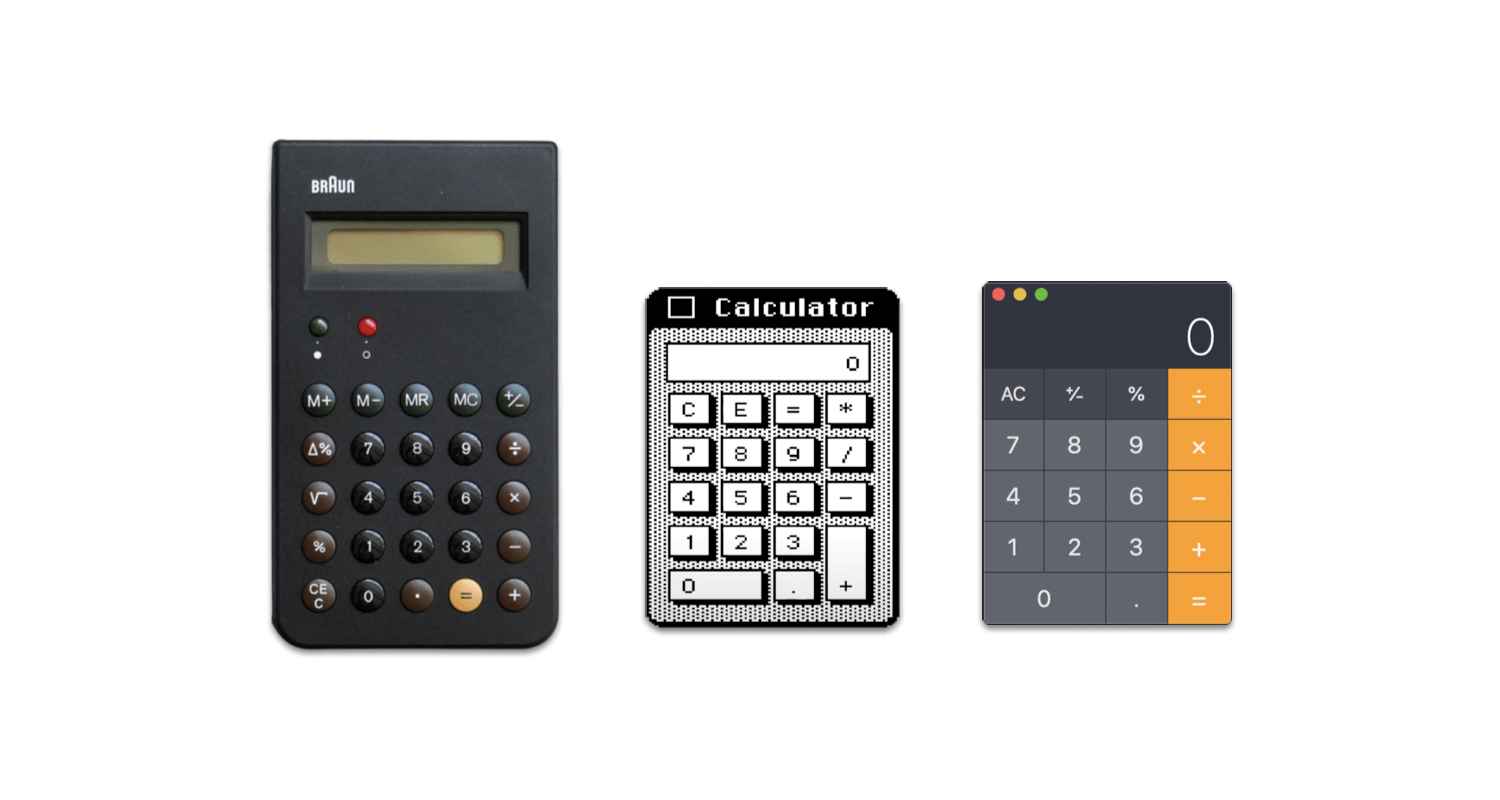 BRAUN
M+ M− MR MC +/−
Δ% 7 8 9 ÷
√ 4 5 6 ×
% 1 2 3 −
CE
C 0 · = +
Calculator
0
C E = *
7 8 9 /
4 5 6 −
1 2 3
0 . +
0
AC +/− % ÷
7 8 9 ×
4 5 6 −
1 2 3 +
0 . =